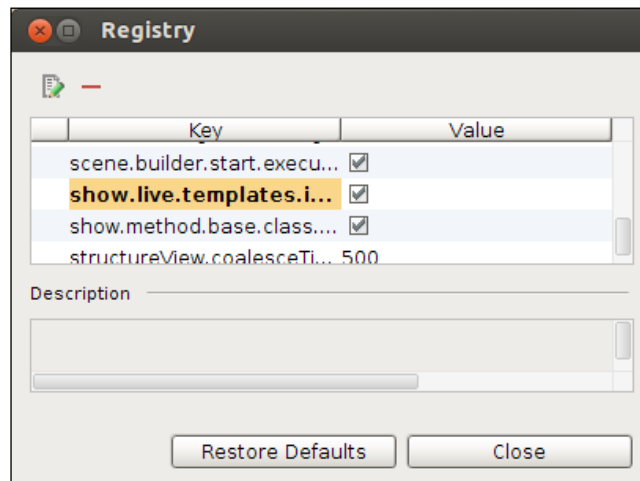 Registry
Key Value
scene.builder.start.execu...
show.live.templates.i...
show.method.base.class....
structureView.coalesceTi... 500
Description
Restore Defaults Close